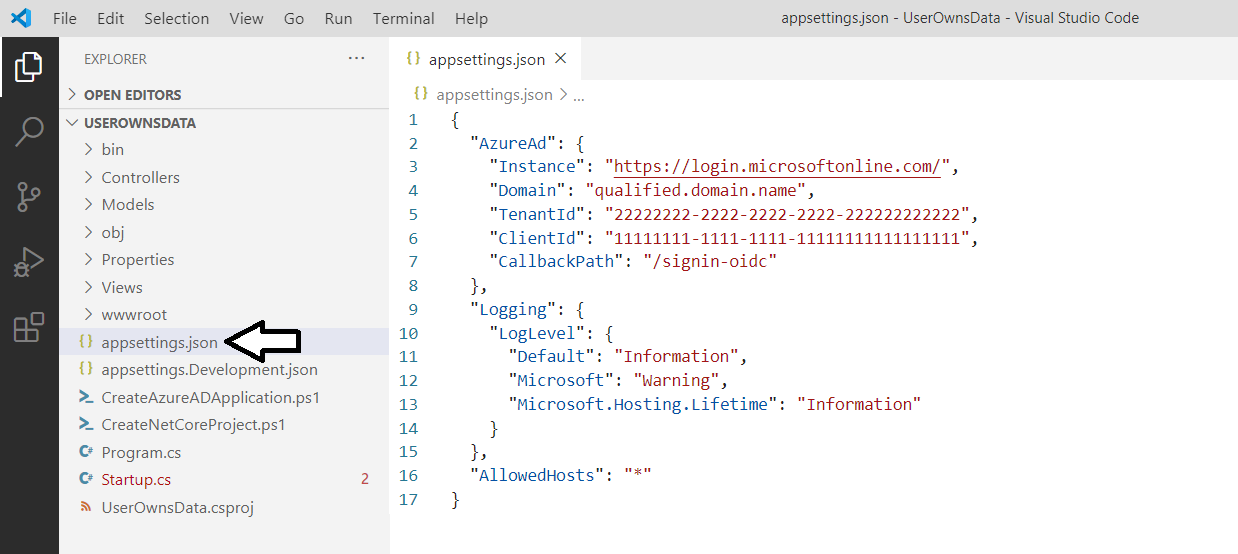 File Edit Selection View Go Run Terminal Help
appsettings.json - UserOwnsData - Visual Studio Code
EXPLORER
···
OPEN EDITORS
USEROWNSDATA
bin
Controllers
Models
obj
Properties
Views
wwwroot
{ } appsettings.json
{ } appsettings.Development.json
CreateAzureADApplication.ps1
CreateNetCoreProject.ps1
C# Program.cs
C# Startup.cs 2
UserOwnsData.csproj
{ } appsettings.json ×
{ } appsettings.json > ...
1 {
2 "AzureAd": {
3 "Instance": "https://login.microsoftonline.com/",
4 "Domain": "qualified.domain.name",
5 "TenantId": "22222222-2222-2222-2222-222222222222",
6 "ClientId": "11111111-1111-1111-11111111111111111",
7 "CallbackPath": "/signin-oidc"
8 },
9 "Logging": {
10 "LogLevel": {
11 "Default": "Information",
12 "Microsoft": "Warning",
13 "Microsoft.Hosting.Lifetime": "Information"
14 }
15 },
16 "AllowedHosts": "*"
17 }